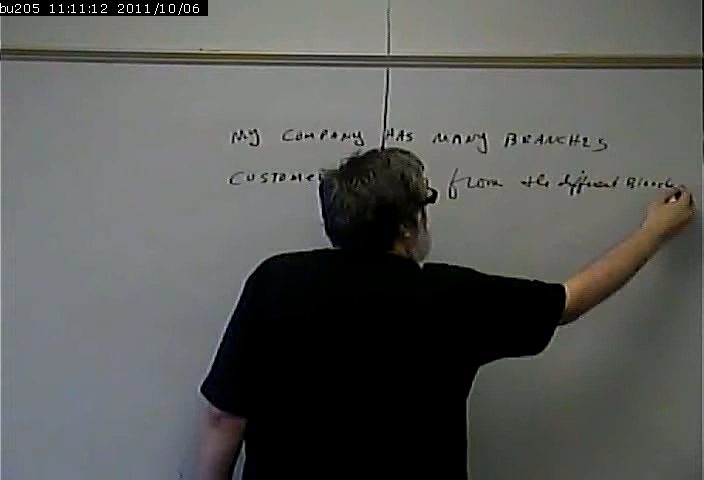 bu205 11:11:12 2011/10/06
MY COMPANY HAS MANY BRANCHES
from the different